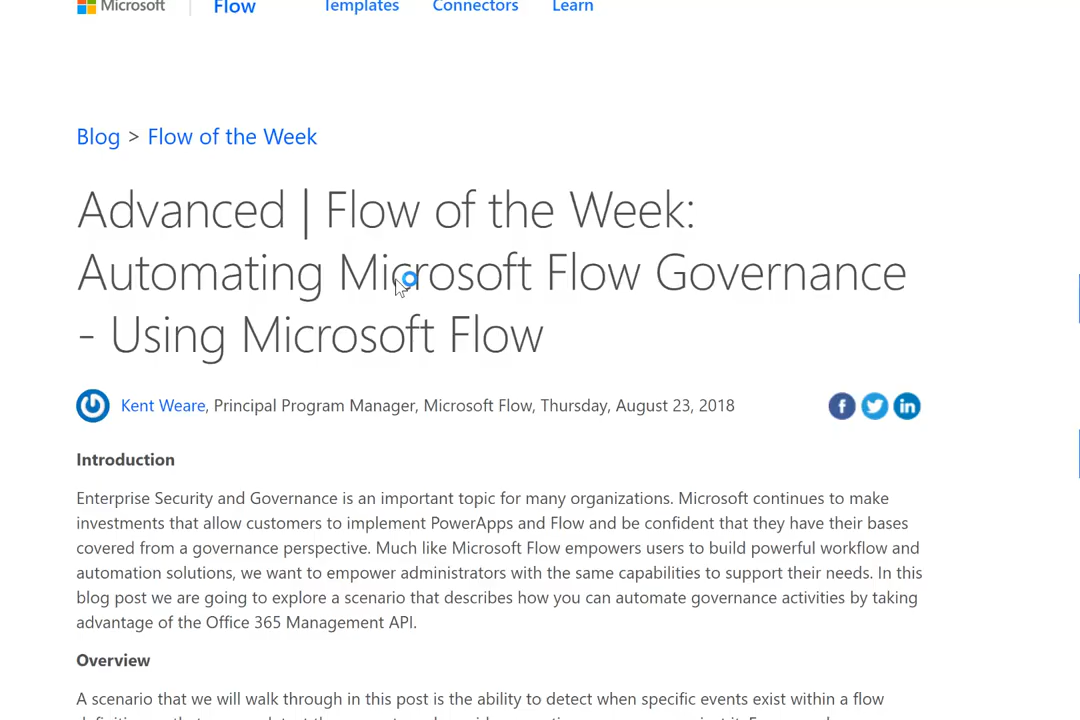 Microsoft | Flow Templates Connectors Learn
Blog > Flow of the Week
Advanced | Flow of the Week:
Automating Microsoft Flow Governance
- Using Microsoft Flow
Kent Weare, Principal Program Manager, Microsoft Flow, Thursday, August 23, 2018
Introduction
Enterprise Security and Governance is an important topic for many organizations. Microsoft continues to make
investments that allow customers to implement PowerApps and Flow and be confident that they have their bases
covered from a governance perspective. Much like Microsoft Flow empowers users to build powerful workflow and
automation solutions, we want to empower administrators with the same capabilities to support their needs. In this
blog post we are going to explore a scenario that describes how you can automate governance activities by taking
advantage of the Office 365 Management API.
Overview
A scenario that we will walk through in this post is the ability to detect when specific events exist within a flow